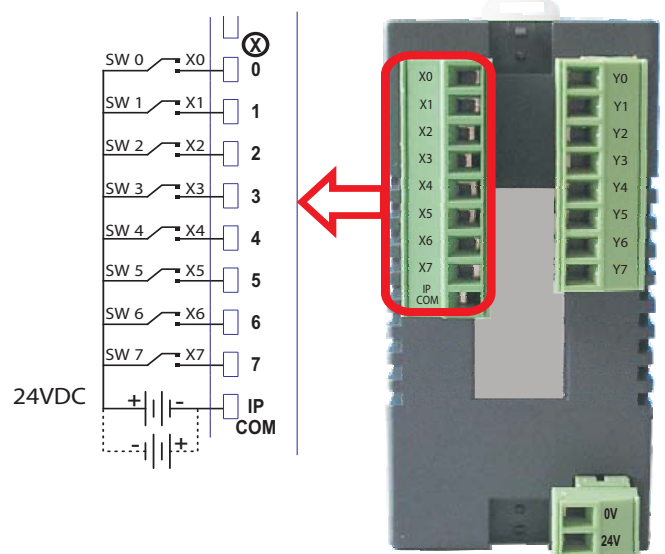 X
SW 0 X0 0
SW 1 X1 1
SW 2 X2 2
SW 3 X3 3
SW 4 X4 4
SW 5 X5 5
SW 6 X6 6
SW 7 X7 7
24VDC + - IP
COM
- +
X0
X1
X2
X3
X4
X5
X6
X7
IP
COM
Y0
Y1
Y2
Y3
Y4
Y5
Y6
Y7
0V
24V